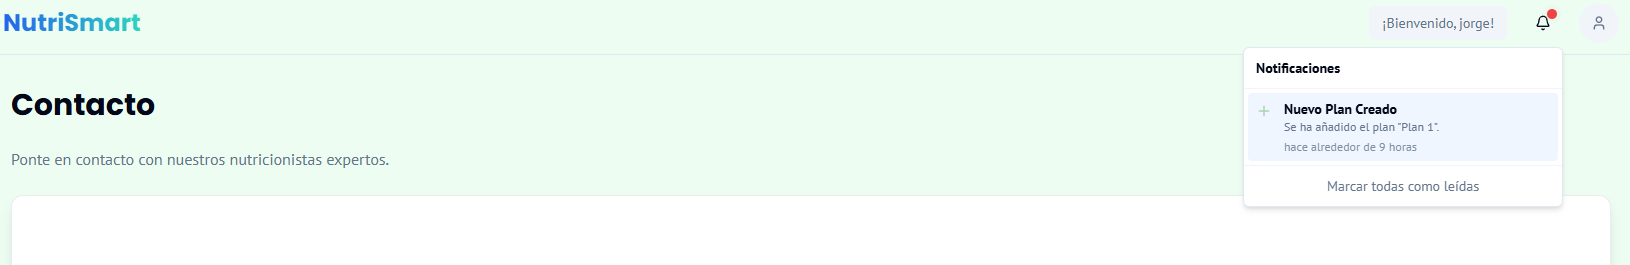 NutriSmart
¡Bienvenido, jorge!
Notificaciones
Nuevo Plan Creado
Se ha añadido el plan "Plan 1".
hace alrededor de 9 horas
Marcar todas como leídas
Contacto
Ponte en contacto con nuestros nutricionistas expertos.